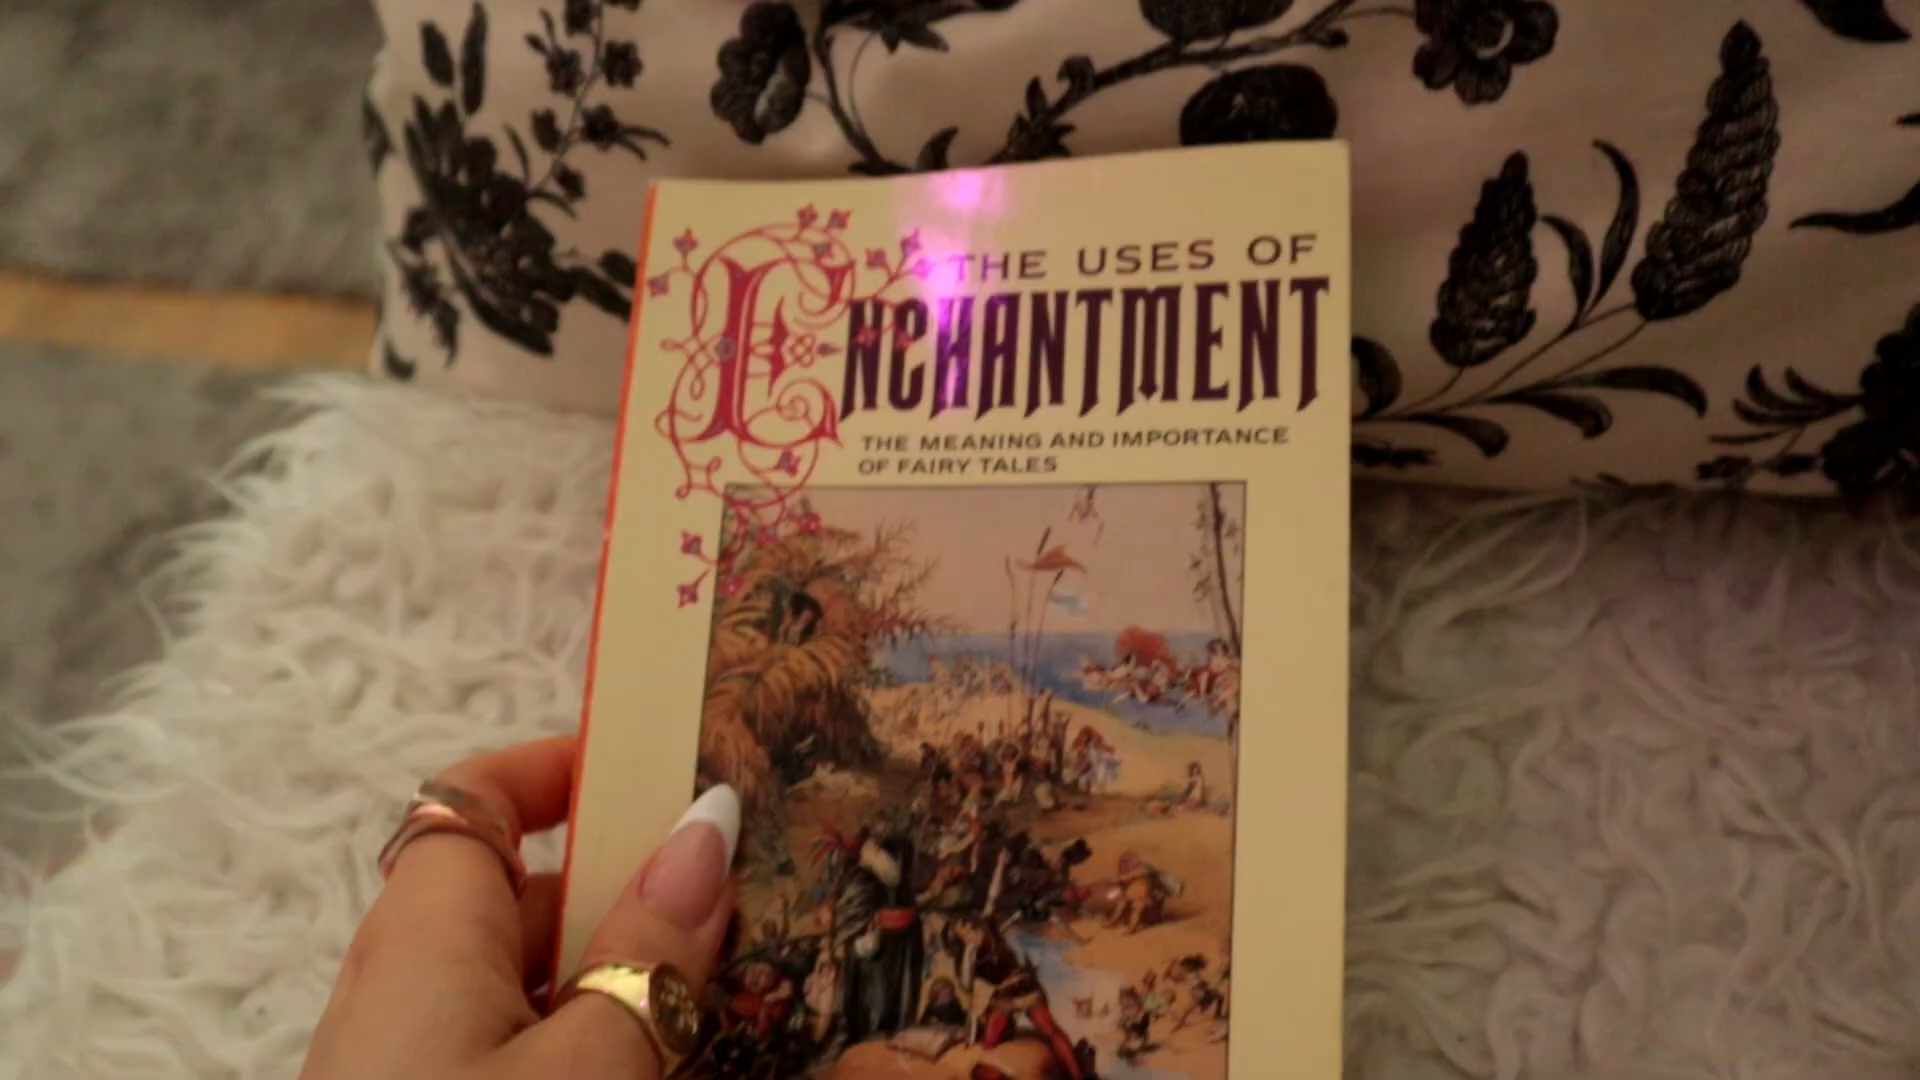 THE USES OF
ENCHANTMENT
THE MEANING AND IMPORTANCE
OF FAIRY TALES